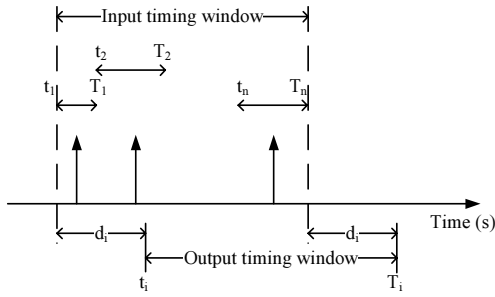 Input timing window
t2 T2
t1 T1 tn Tn
Time (s)
di di
Output timing window
ti Ti